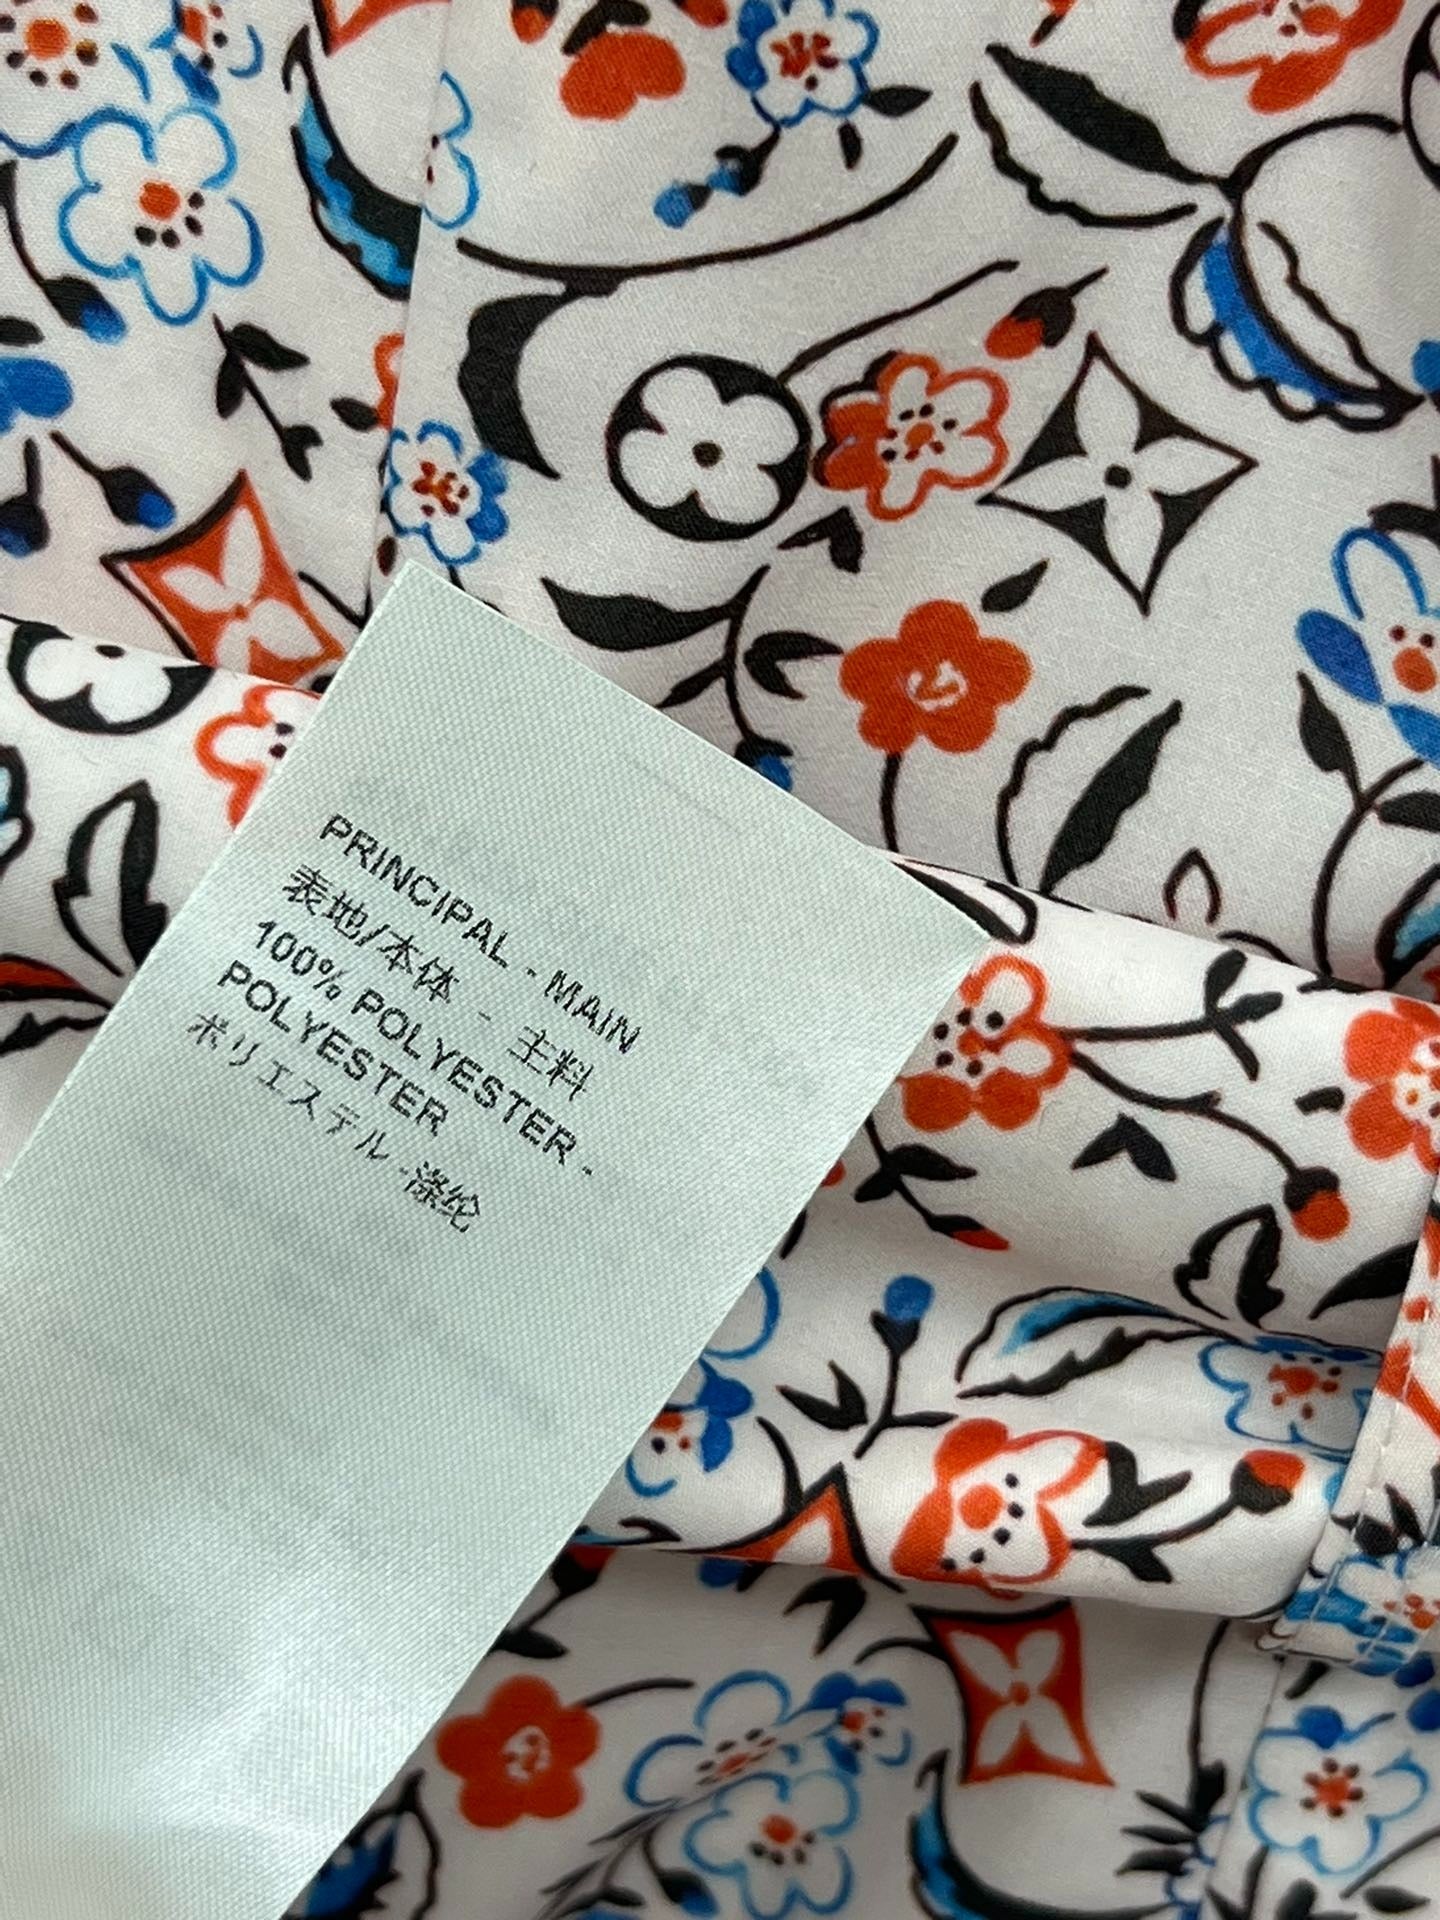 PRINCIPAL - MAIN
表地/本体 - 主料
100% POLYESTER -
POLYESTER
ポリエステル -涤纶